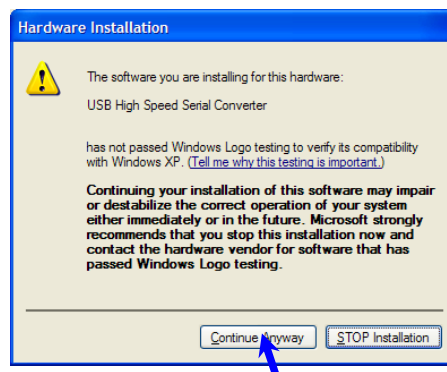 Hardware Installation
The software you are installing for this hardware:
USB High Speed Serial Converter
has not passed Windows Logo testing to verify its compatibility
with Windows XP. (Tell me why this testing is important.)
Continuing your installation of this software may impair
or destabilize the correct operation of your system
either immediately or in the future. Microsoft strongly
recommends that you stop this installation now and
contact the hardware vendor for software that has
passed Windows Logo testing.
Continue Anyway
STOP Installation